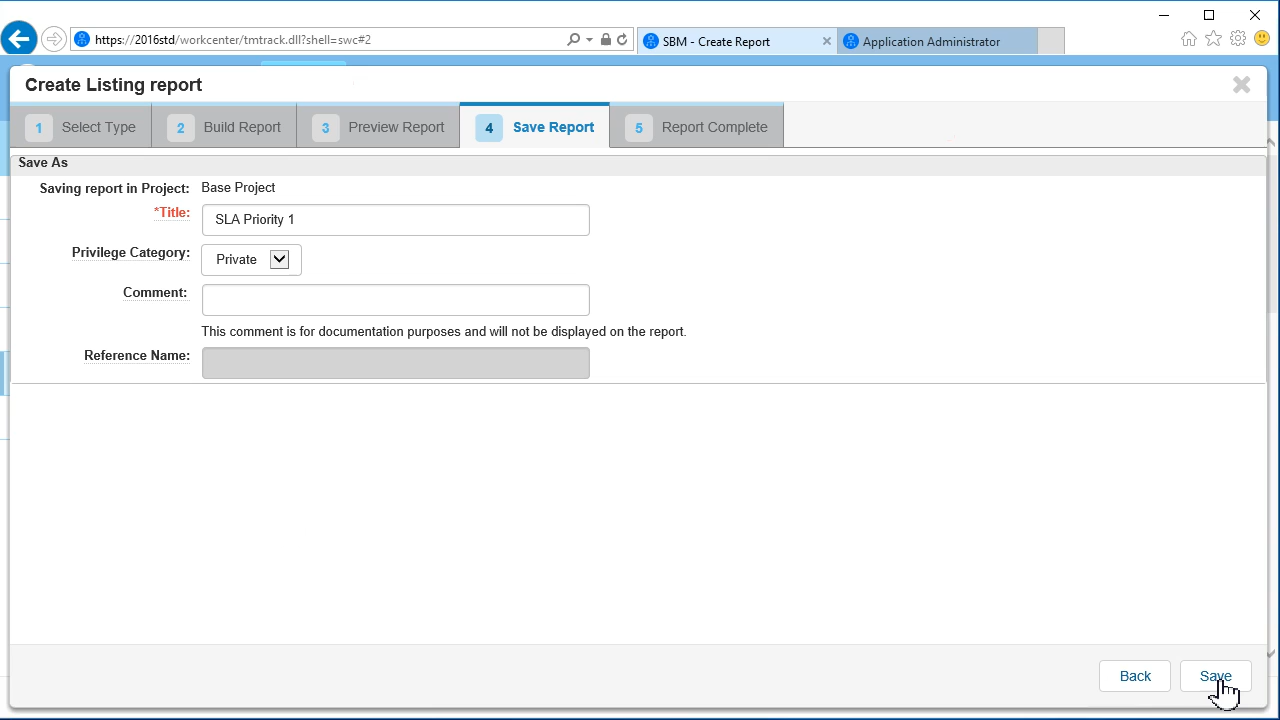 https://2016std/workcenter/tmtrack.dll?shell=swc#2
SBM - Create Report
Application Administrator
Create Listing report
1 Select Type
2 Build Report
3 Preview Report
4 Save Report
5 Report Complete
Save As
Saving report in Project: Base Project
*Title: SLA Priority 1
Privilege Category: Private
Comment:
This comment is for documentation purposes and will not be displayed on the report.
Reference Name:
Back
Save